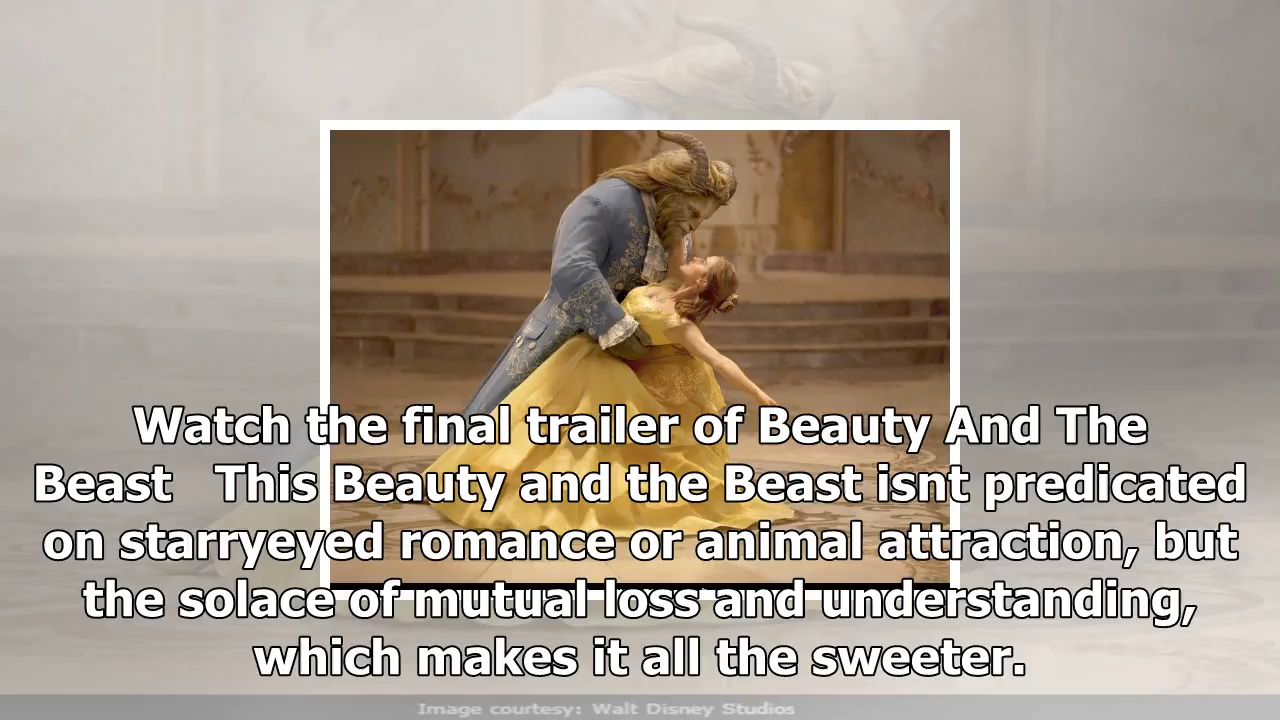 Watch the final trailer of Beauty And The
Beast   This Beauty and the Beast isnt predicated
on starryeyed romance or animal attraction, but
the solace of mutual loss and understanding,
which makes it all the sweeter.
Image courtesy: Walt Disney Studios